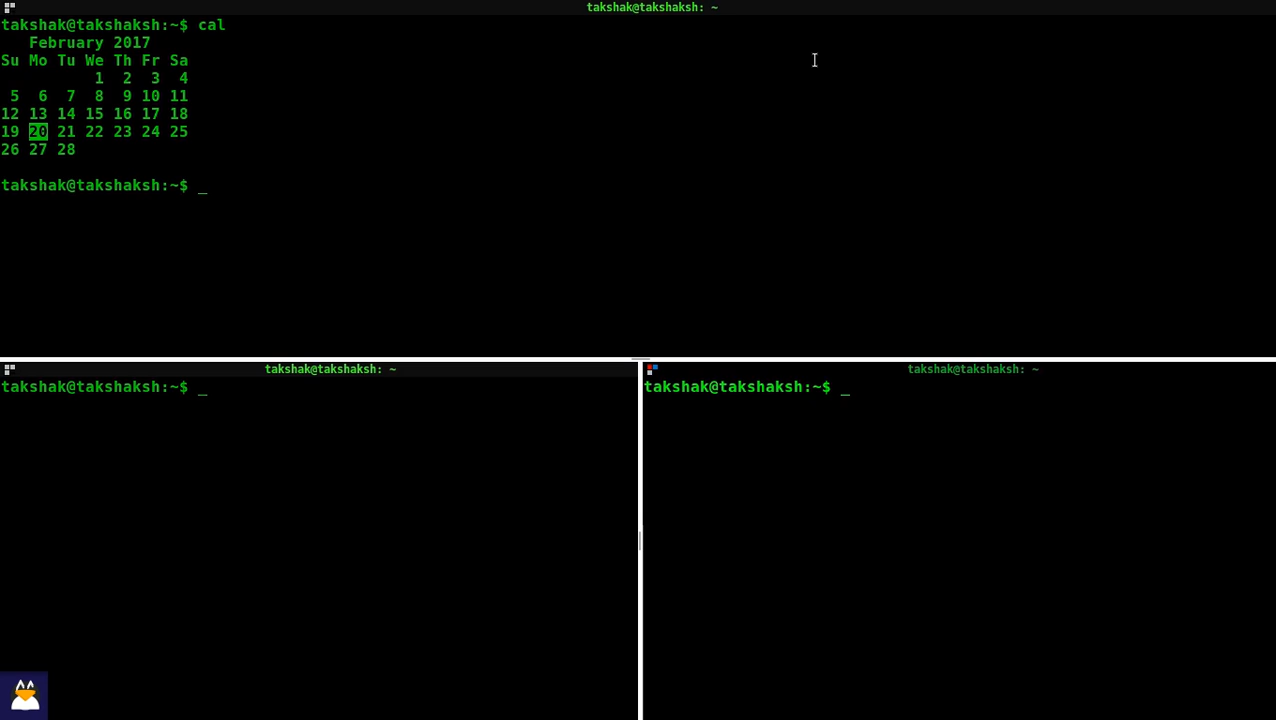 takshak@takshaksh: ~
takshak@takshaksh:~$ cal
   February 2017
Su Mo Tu We Th Fr Sa
          1  2  3  4
 5  6  7  8  9 10 11
12 13 14 15 16 17 18
19 20 21 22 23 24 25
26 27 28
takshak@takshaksh:~$ _
takshak@takshaksh: ~
takshak@takshaksh:~$ _
takshak@takshaksh: ~
takshak@takshaksh:~$ _